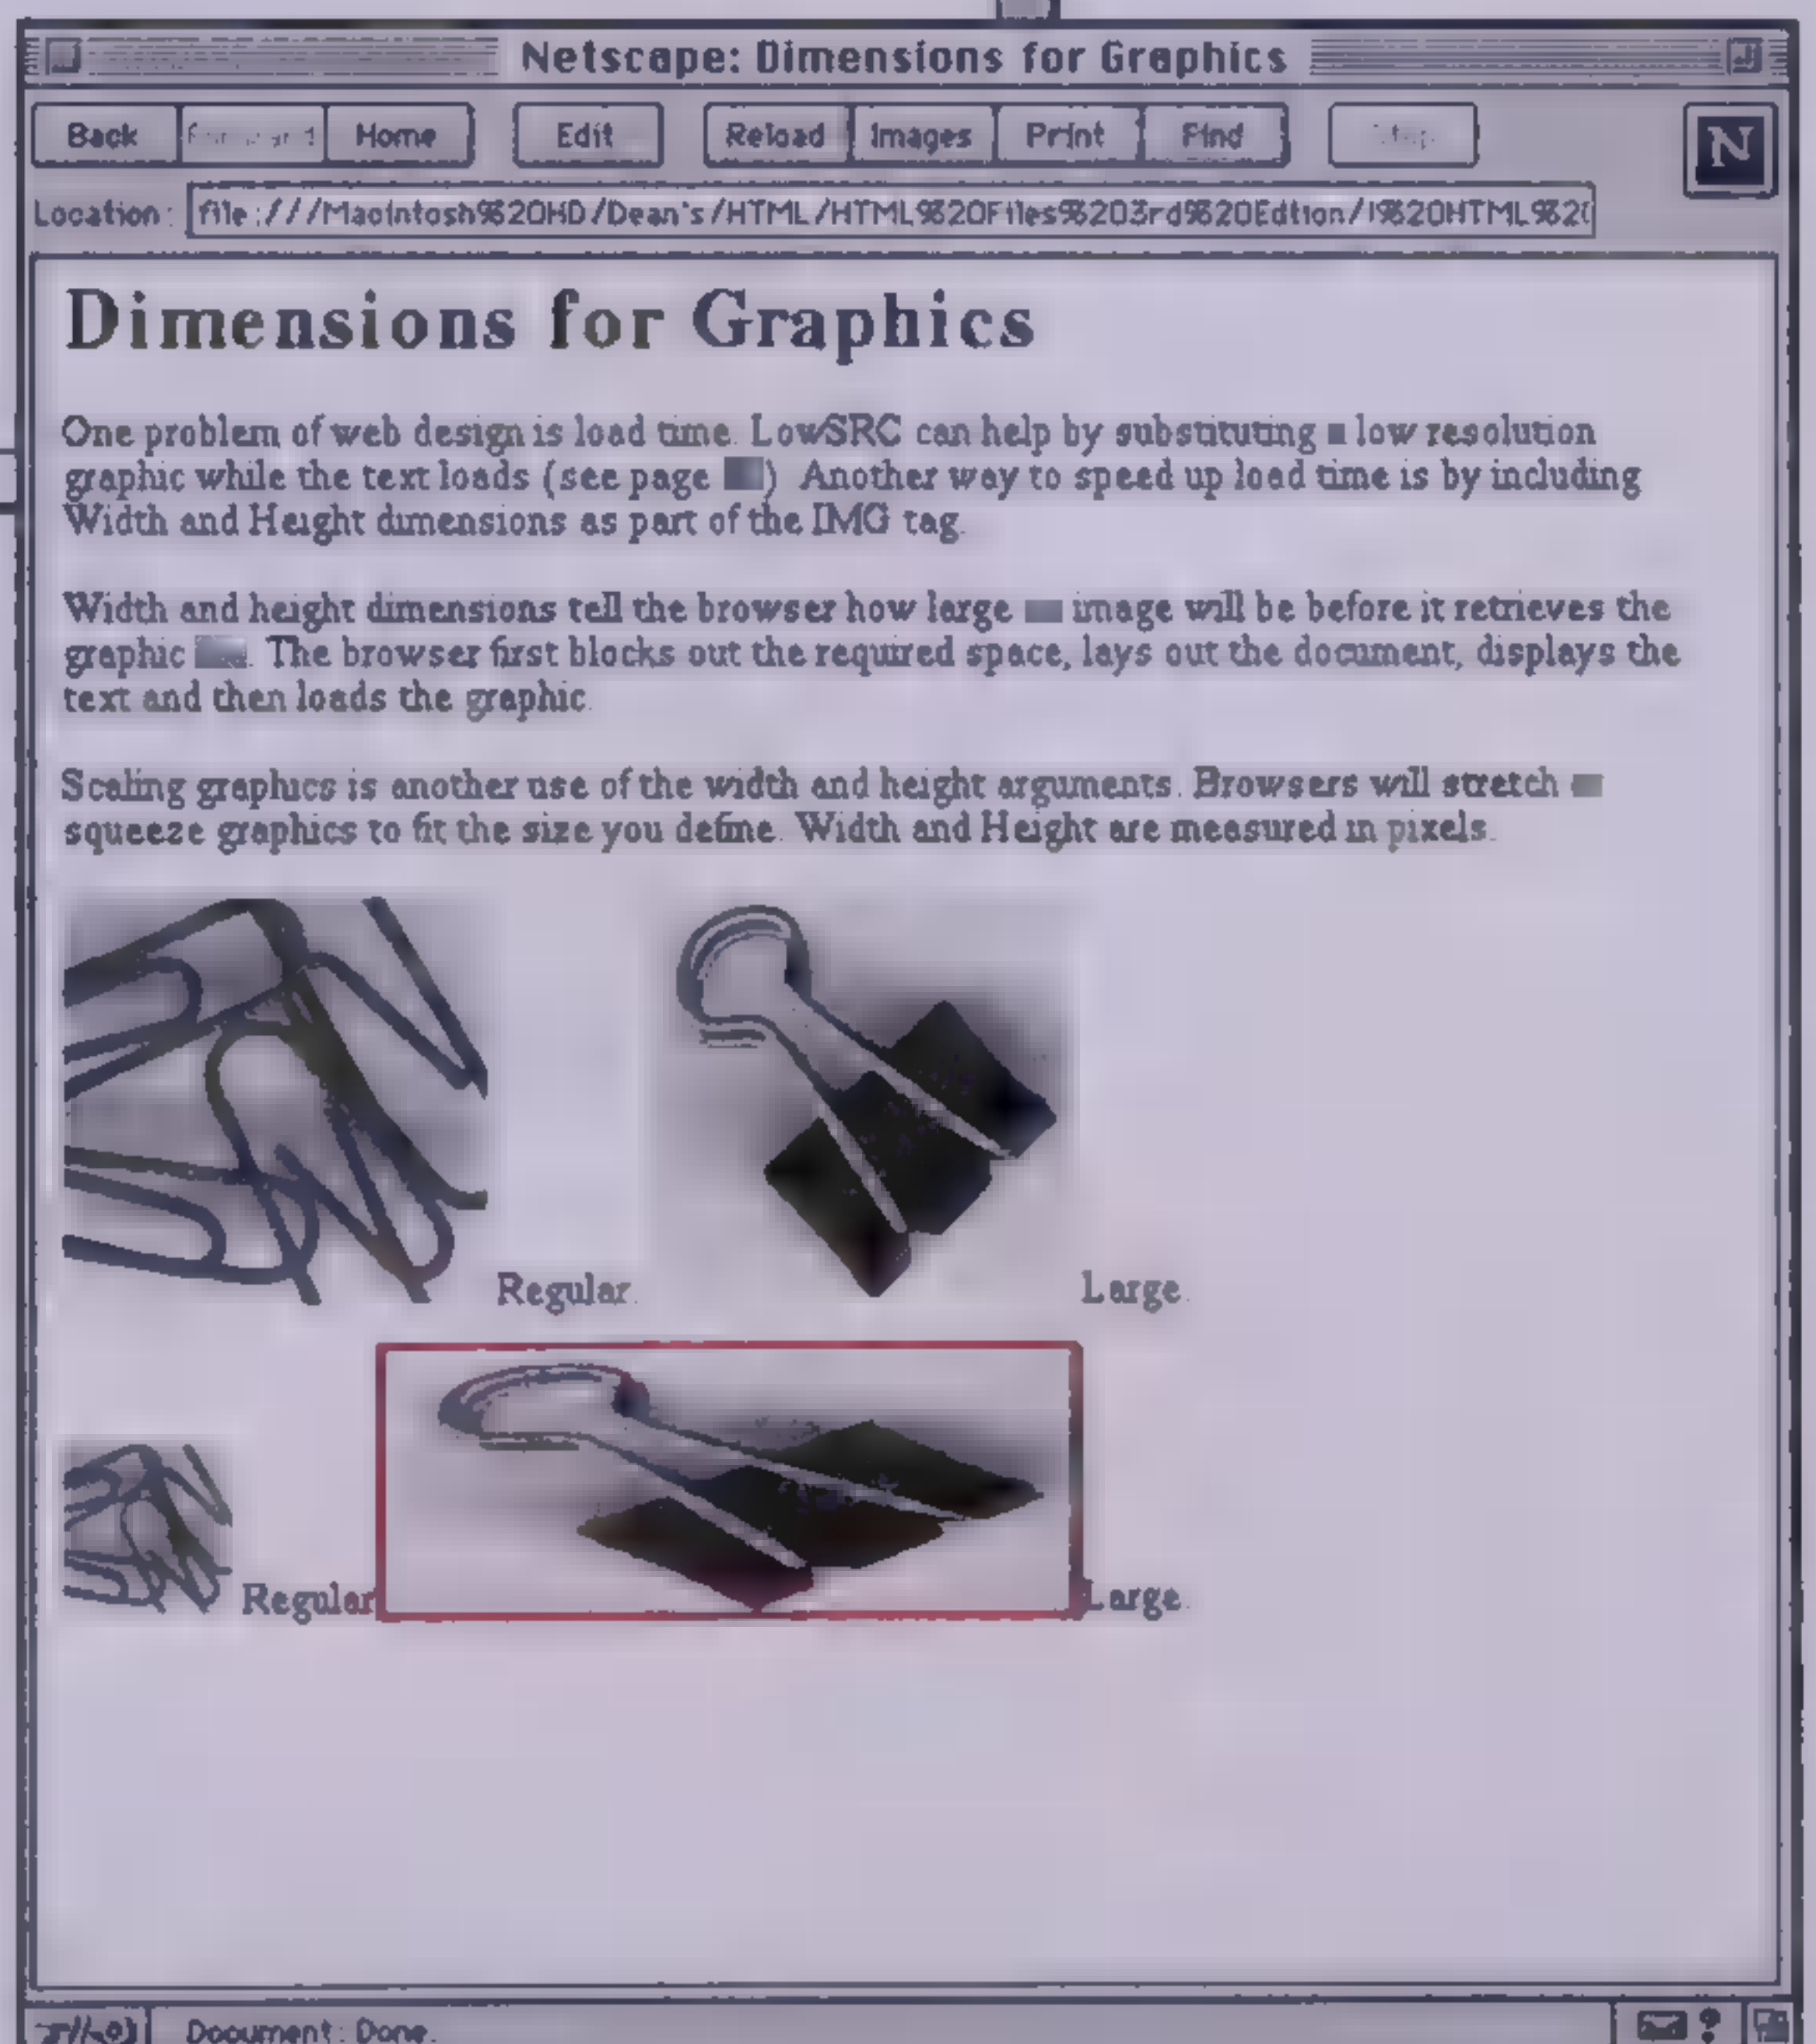 Netscape: Dimensions for Graphics
Back Home Edit Reload Images Print Find
N
Location: file:///Macintosh%20HD/Dean's/HTML/HTML%20Files%203rd%20Edtion/1%20HTML%2
Dimensions for Graphics
One problem of web design is load time. LowSRC can help by substituting low resolution
graphic while the text loads (see page ) Another way to speed up load time is by including
Width and Height dimensions as part of the IMG tag.
Width and height dimensions tell the browser how large image will be before it retrieves the
graphic . The browser first blocks out the required space, lays out the document, displays the
text and then loads the graphic.
Scaling graphics is another use of the width and height arguments. Browsers will stretch
squeeze graphics to fit the size you define. Width and Height are measured in pixels.
Regular. Large.
Regular Large.
Document: Done.
?